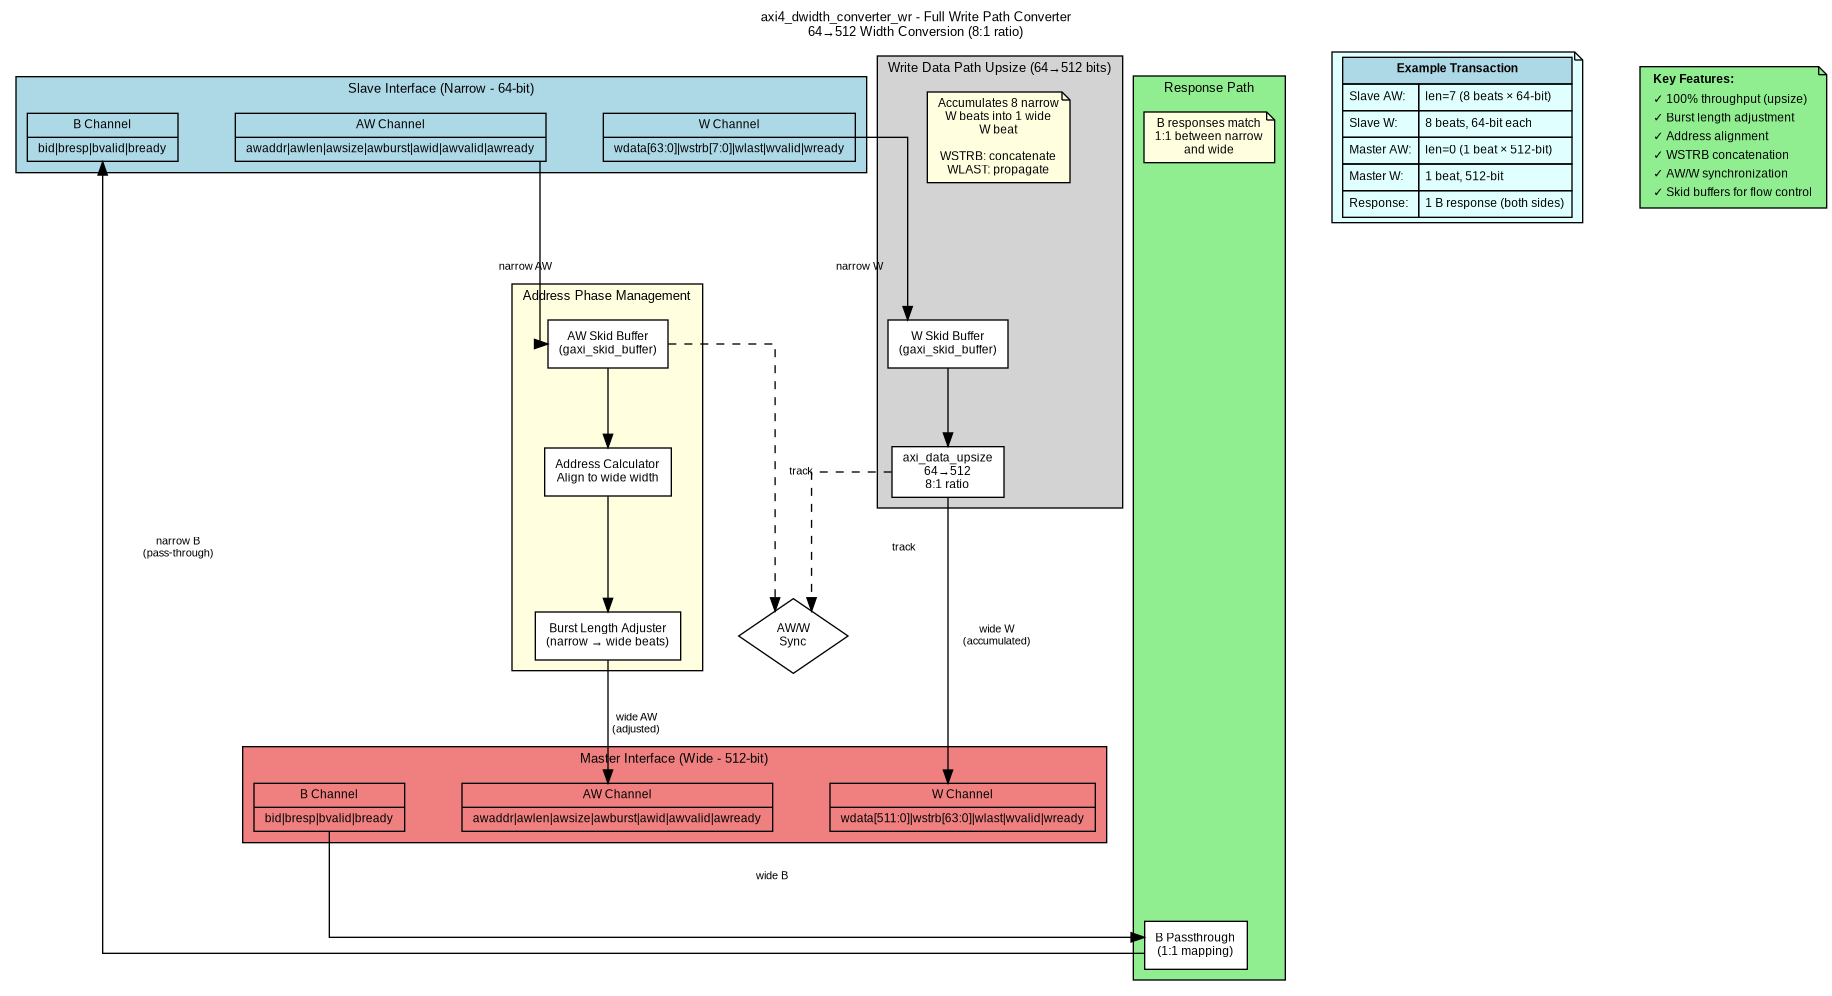 axi4_dwidth_converter_wr - Full Write Path Converter
64→512 Width Conversion (8:1 ratio)
Slave Interface (Narrow - 64-bit)
B Channel
bid|bresp|bvalid|bready
AW Channel
awaddr|awlen|awsize|awburst|awid|awvalid|awready
W Channel
wdata[63:0]|wstrb[7:0]|wlast|wvalid|wready
Write Data Path Upsize (64→512 bits)
Accumulates 8 narrow
W beats into 1 wide
W beat
WSTRB: concatenate
WLAST: propagate
Response Path
B responses match
1:1 between narrow
and wide
Example Transaction
Slave AW: len=7 (8 beats × 64-bit)
Slave W: 8 beats, 64-bit each
Master AW: len=0 (1 beat × 512-bit)
Master W: 1 beat, 512-bit
Response: 1 B response (both sides)
Key Features:
✓ 100% throughput (upsize)
✓ Burst length adjustment
✓ Address alignment
✓ WSTRB concatenation
✓ AW/W synchronization
✓ Skid buffers for flow control
narrow AW
narrow W
Address Phase Management
AW Skid Buffer
(gaxi_skid_buffer)
W Skid Buffer
(gaxi_skid_buffer)
Address Calculator
Align to wide width
track
axi_data_upsize
64→512
8:1 ratio
narrow B
(pass-through)
track
Burst Length Adjuster
(narrow → wide beats)
AW/W
Sync
wide W
(accumulated)
wide AW
(adjusted)
Master Interface (Wide - 512-bit)
B Channel
bid|bresp|bvalid|bready
AW Channel
awaddr|awlen|awsize|awburst|awid|awvalid|awready
W Channel
wdata[511:0]|wstrb[63:0]|wlast|wvalid|wready
wide B
B Passthrough
(1:1 mapping)